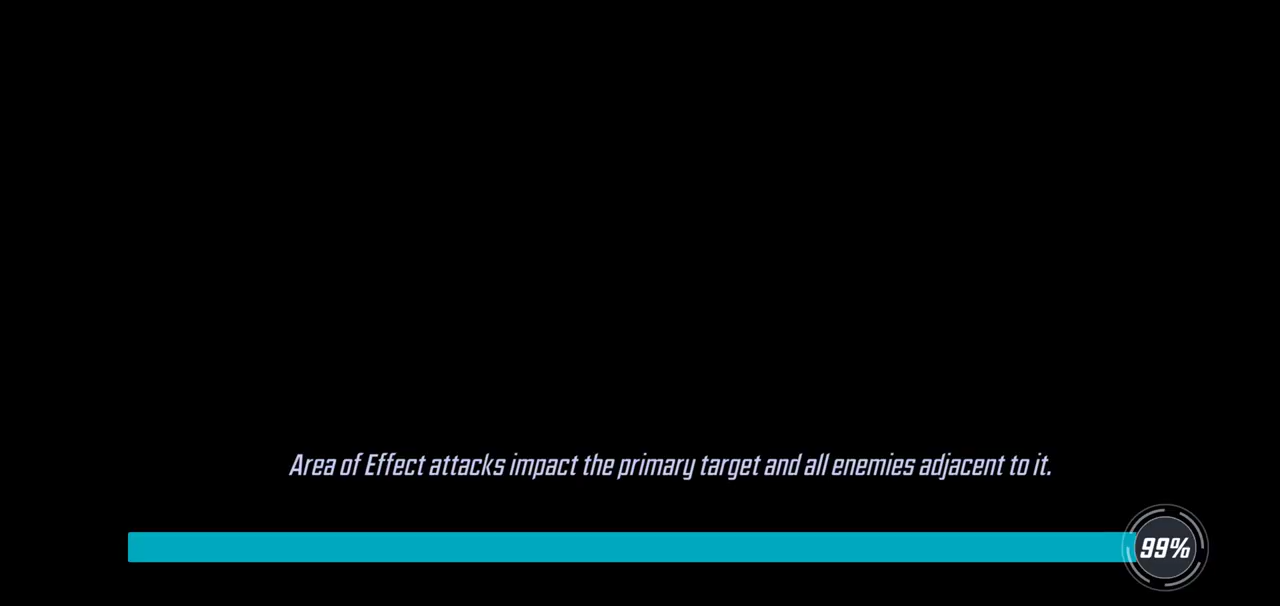 Area of Effect attacks impact the primary target and all enemies adjacent to it.
99%